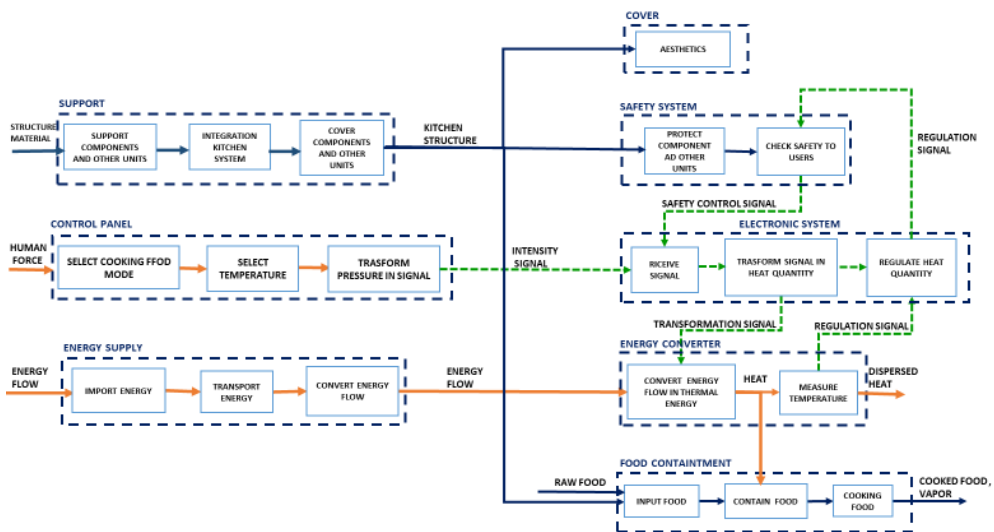 COVER
AESTHETICS
SUPPORT
STRUCTURE
MATERIAL
SUPPORT
COMPONENTS
AND OTHER UNITS
INTEGRATION
KITCHEN
SYSTEM
COVER
COMPONENTS
AND OTHER
UNITS
KITCHEN
STRUCTURE
SAFETY SYSTEM
PROTECT
COMPONENT
AD OTHER
UNITS
CHECK SAFETY TO
USERS
REGULATION
SIGNAL
SAFETY CONTROL SIGNAL
CONTROL PANEL
HUMAN
FORCE
SELECT COOKING FFOD
MODE
SELECT
TEMPERATURE
TRASFORM
PRESSURE IN SIGNAL
INTENSITY
SIGNAL
ELECTRONIC SYSTEM
RICEIVE
SIGNAL
TRASFORM SIGNAL IN
HEAT QUANTITY
REGULATE HEAT
QUANTITY
TRANSFORMATION SIGNAL
REGULATION SIGNAL
ENERGY SUPPLY
ENERGY
FLOW
IMPORT ENERGY
TRANSPORT
ENERGY
CONVERT ENERGY
FLOW
ENERGY
FLOW
ENERGY CONVERTER
CONVERT ENERGY
FLOW IN THERMAL
ENERGY
HEAT
MEASURE
TEMPERATURE
DISPERSED
HEAT
FOOD CONTAINTMENT
RAW FOOD
INPUT FOOD
CONTAIN FOOD
COOKING
FOOD
COOKED FOOD,
VAPOR